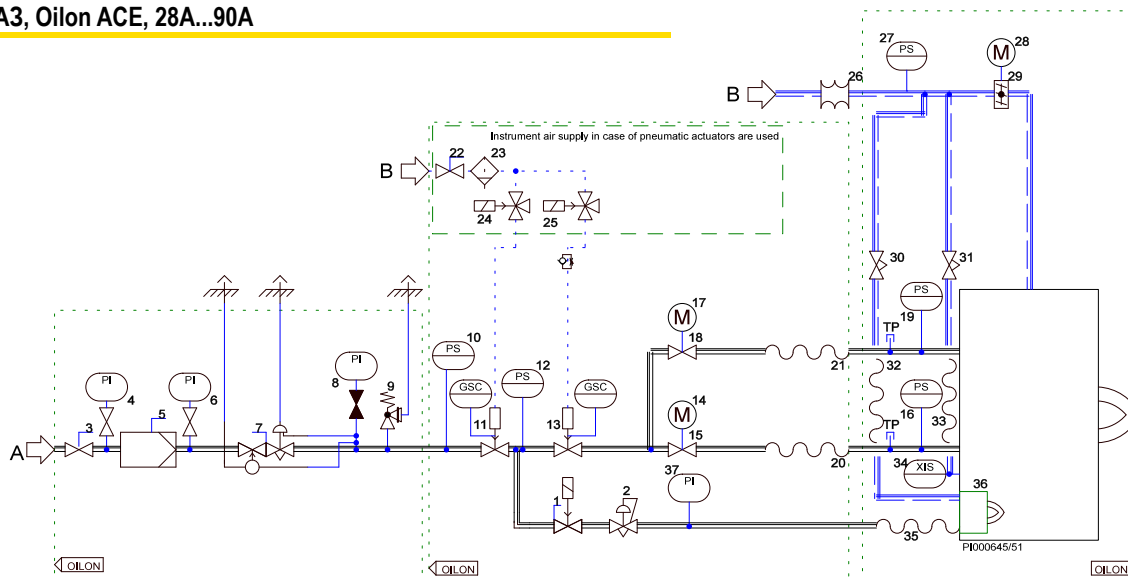 A3, Oilon ACE, 28A...90A
27
PS
M
28
26
29
B
Instrument air supply in case of pneumatic actuators are used
22
23
B
24
25
30
31
17
M
18
PS
19
TP
10
PS
12
PS
PI
8
9
GSC
GSC
21
32
PI
4
PI
6
5
14
M
PS
16
33
11
13
15
TP
3
7
A
20
34
XIS
37
PI
36
1
2
35
PI000645/51
OILON
OILON
OILON